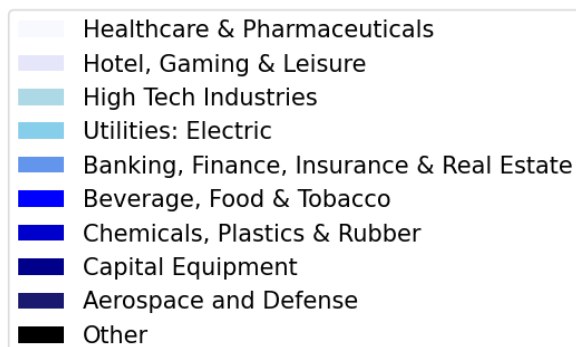 Healthcare & Pharmaceuticals
Hotel, Gaming & Leisure
High Tech Industries
Utilities: Electric
Banking, Finance, Insurance & Real Estate
Beverage, Food & Tobacco
Chemicals, Plastics & Rubber
Capital Equipment
Aerospace and Defense
Other